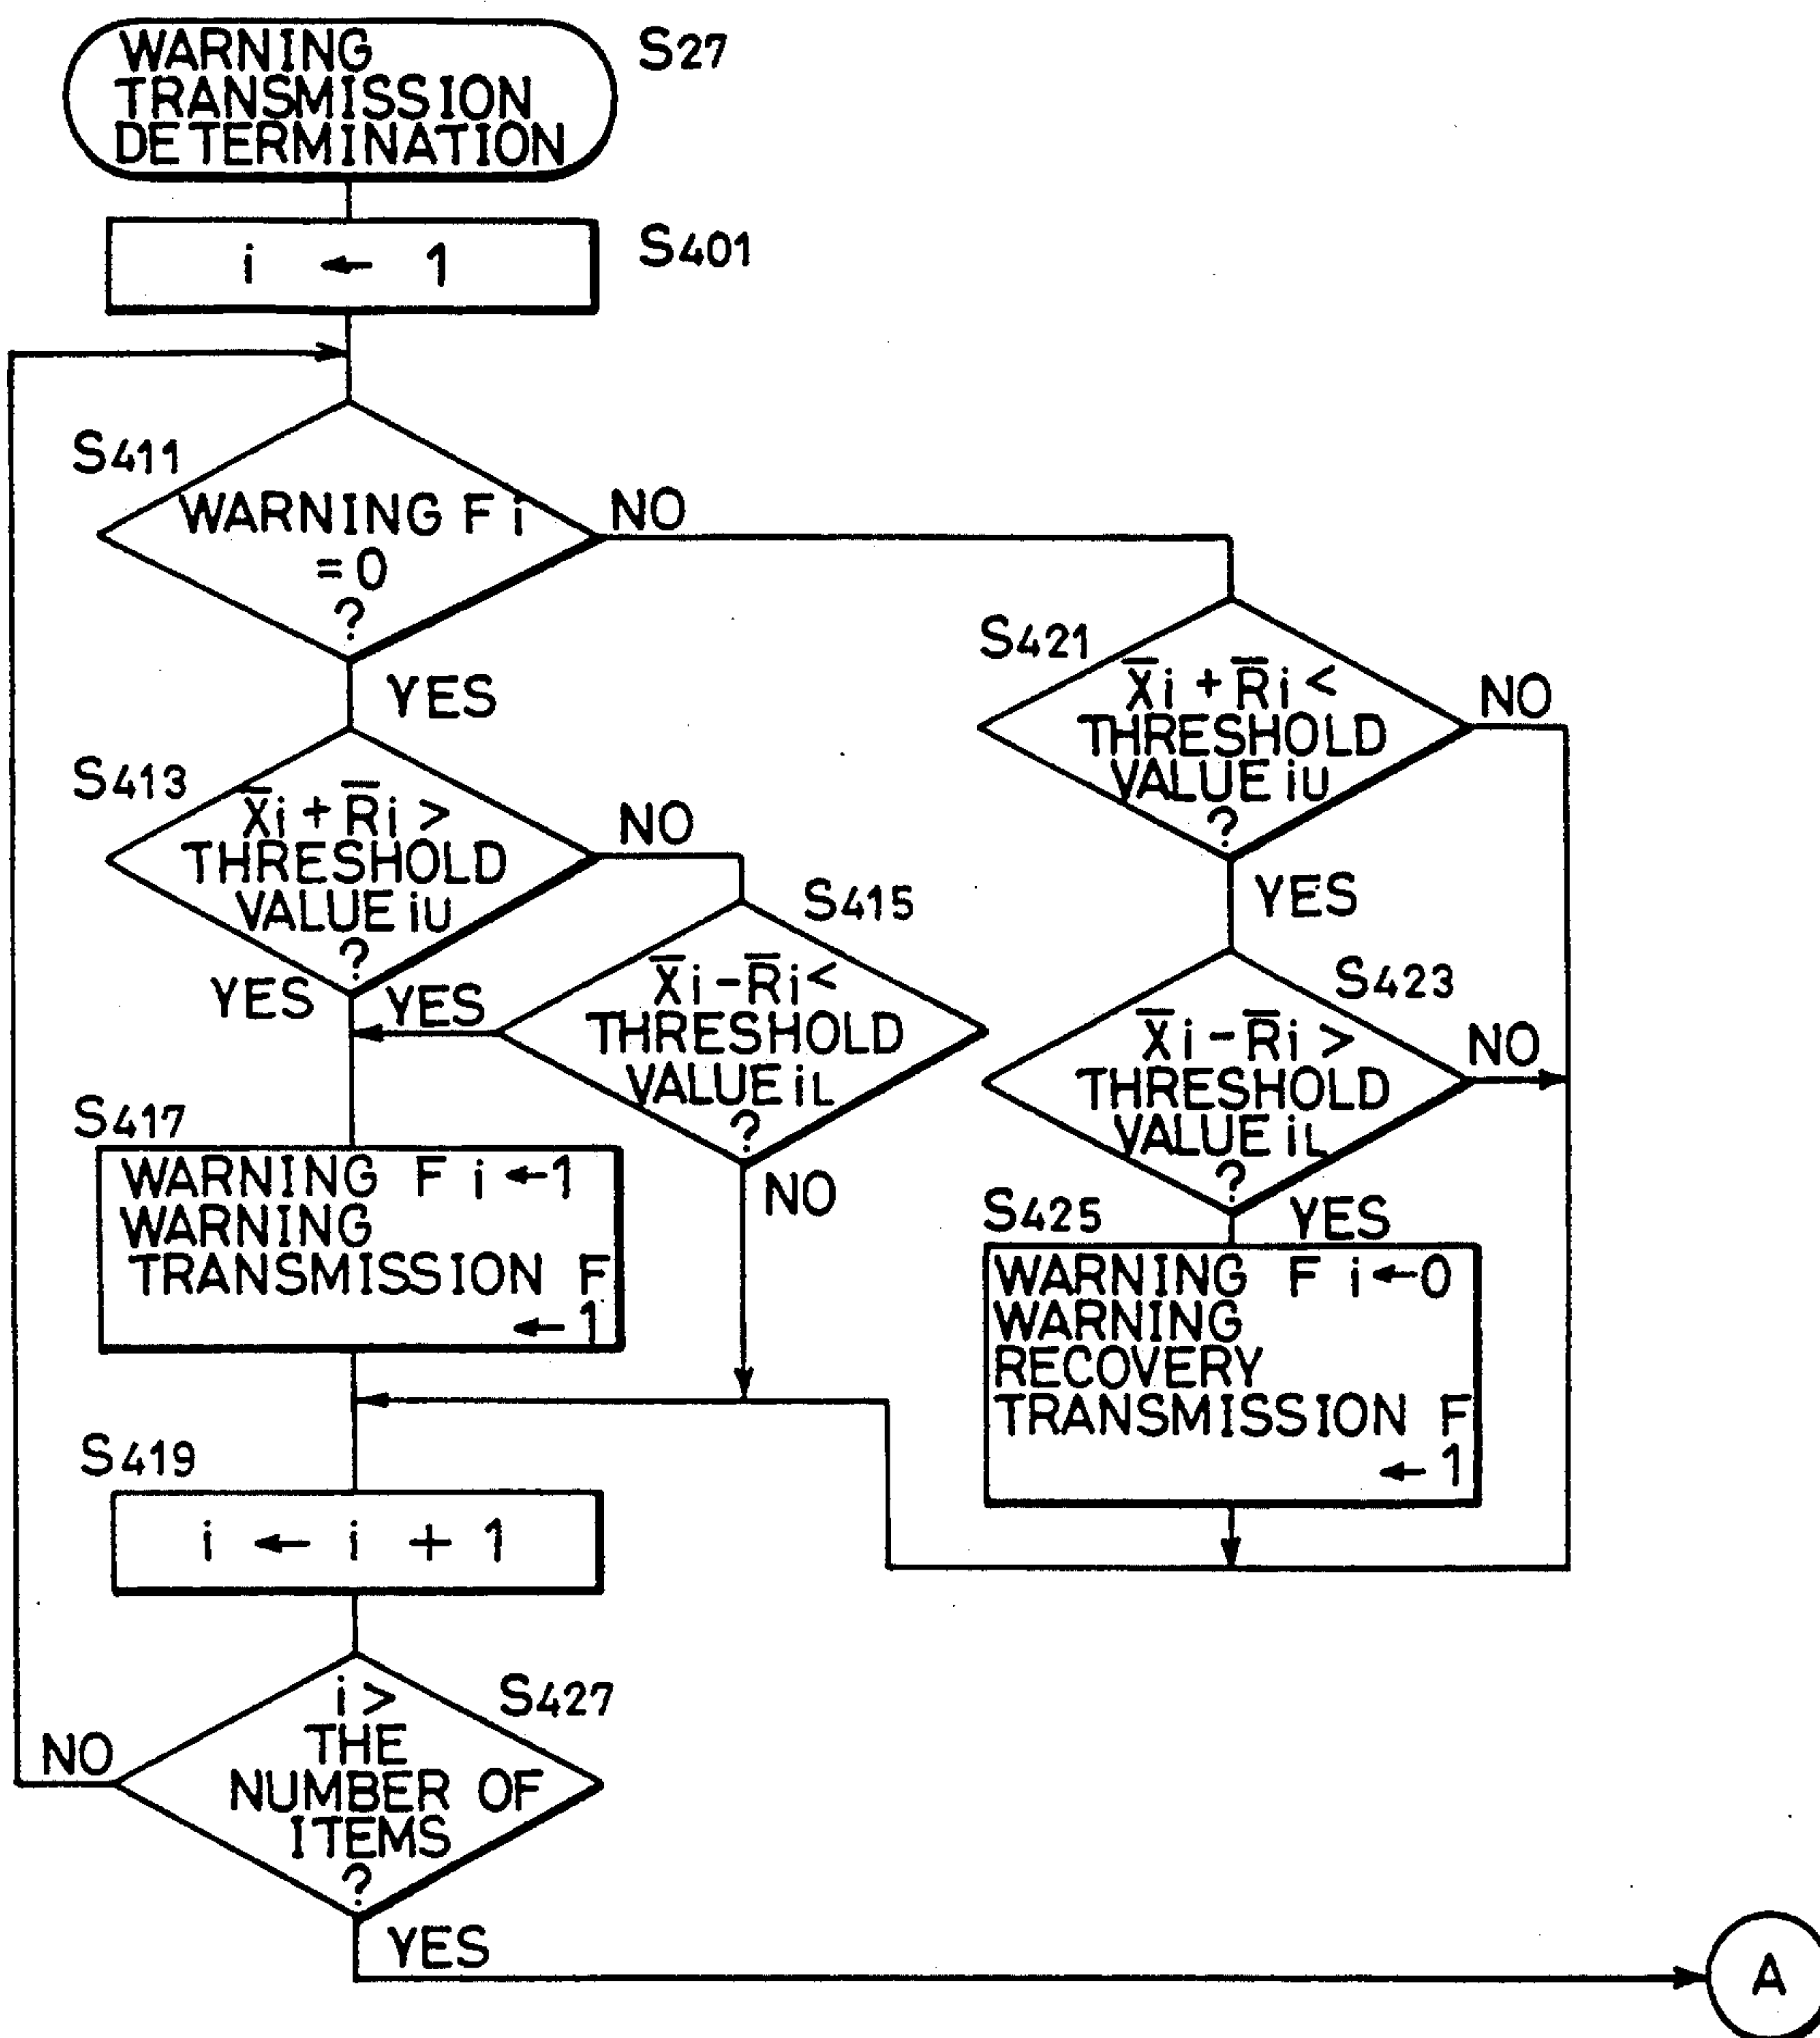 WARNING
TRANSMISSION
DETERMINATION
S27
i ← 1
S401
S411
WARNING F i
=0
?
NO
YES
S421
X̄i + R̄i <
THRESHOLD
VALUE iU
?
NO
YES
S413
X̄i + R̄i >
THRESHOLD
VALUE iU
?
NO
YES
S415
X̄i - R̄i <
THRESHOLD
VALUE iL
?
YES
NO
S423
X̄i - R̄i >
THRESHOLD
VALUE iL
?
NO
YES
S417
WARNING F i ←1
WARNING
TRANSMISSION F
←1
S425
WARNING F i ←0
WARNING
RECOVERY
TRANSMISSION F
←1
S419
i ← i + 1
S427
i >
THE
NUMBER OF
ITEMS
?
NO
YES
A